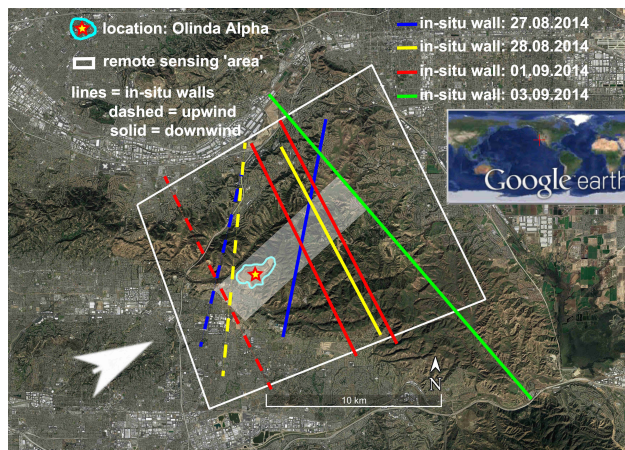 location: Olinda Alpha
remote sensing 'area'
lines = in-situ walls
dashed = upwind
solid = downwind
in-situ wall: 27.08.2014
in-situ wall: 28.08.2014
in-situ wall: 01.09.2014
in-situ wall: 03.09.2014
Google earth
N
10 km